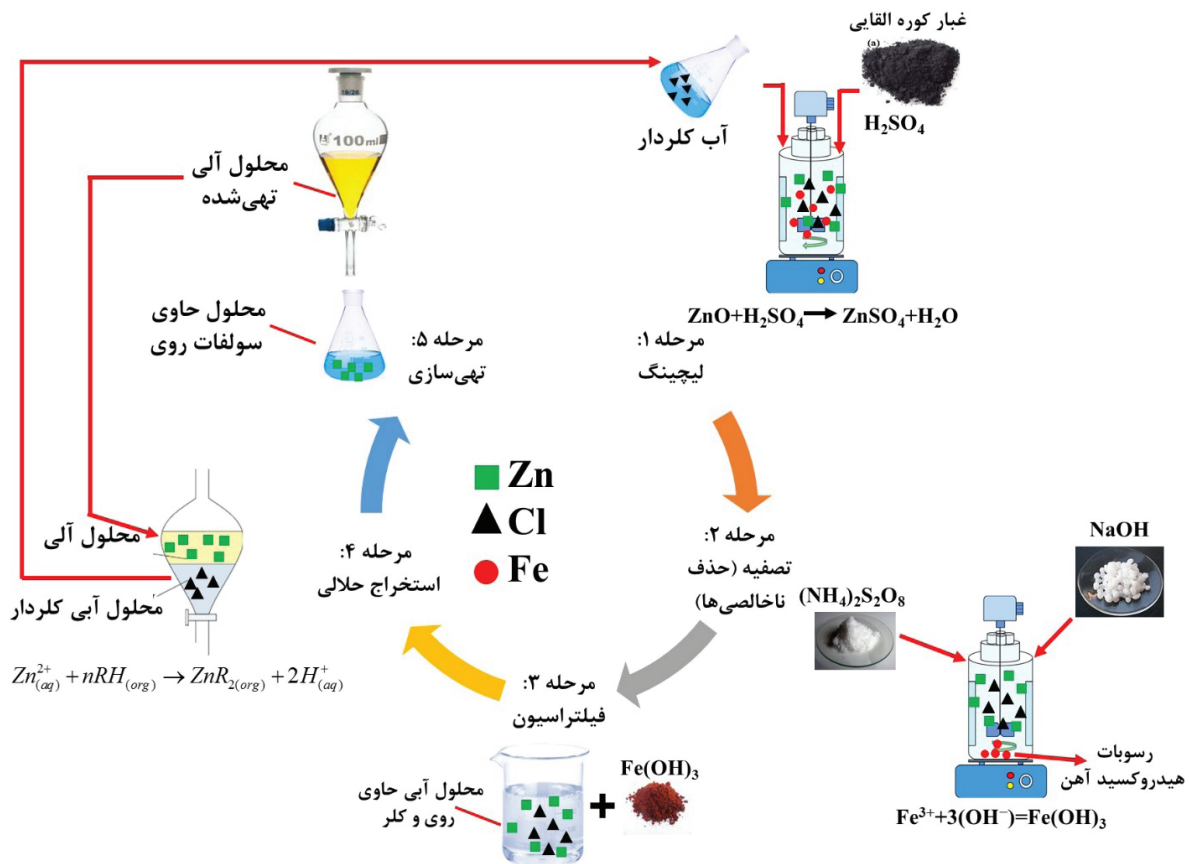 غبار کوره القایی
(a)
H₂SO₄
آب کلردار
ZnO+H₂SO₄→ZnSO₄+H₂O
مرحله ۱:
لیچینگ
مرحله ۲:
تصفیه (حذف
ناخالصی‌ها)
(NH₄)₂S₂O₈
NaOH
رسوبات
هیدروکسید آهن
Fe³⁺+3(OH⁻)=Fe(OH)₃
مرحله ۳:
فیلتراسیون
محلول آبی حاوی
روی و کلر
+
Fe(OH)₃
مرحله ۴:
استخراج حلالی
محلول آلی
محلول آبی کلردار
Zn²⁺(aq) + nRH(org) → ZnR₂(org) + 2H⁺(aq)
مرحله ۵:
تهی‌سازی
100ml
محلول آلی
تهی‌شده
محلول حاوی
سولفات روی
Zn
Cl
Fe